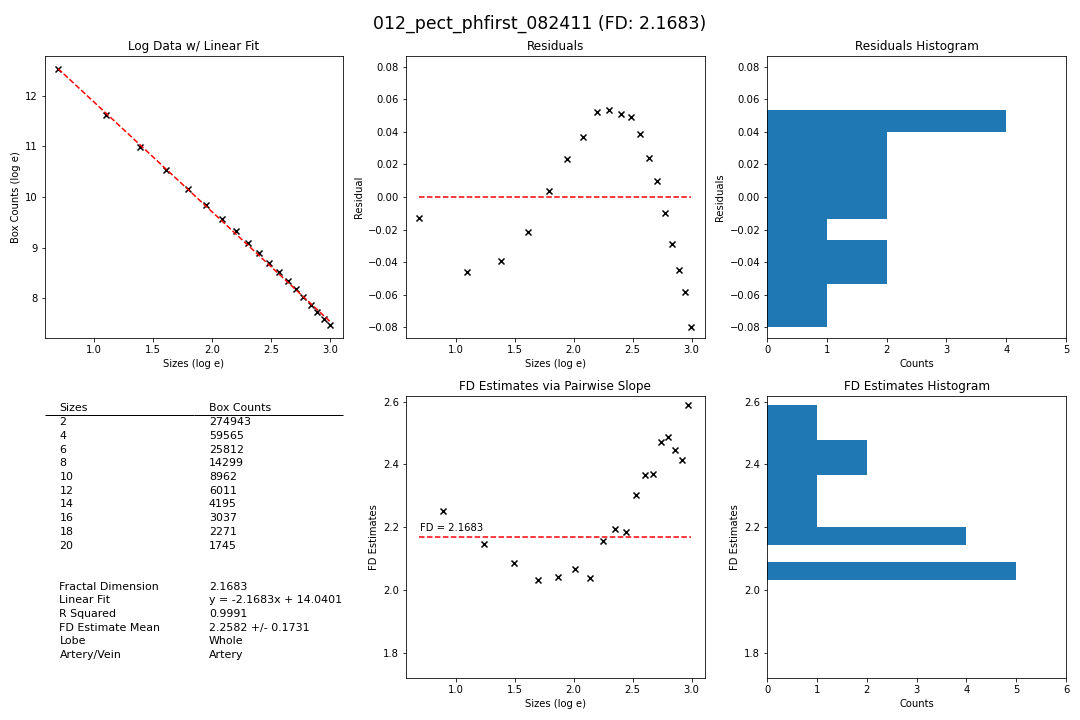 012_pect_phfirst_082411 (FD: 2.1683)
Log Data w/ Linear Fit
12
11
10
9
8
Box Counts (log e)
1.0 1.5 2.0 2.5 3.0
Sizes (log e)
Residuals
0.08
0.06
0.04
0.02
0.00
−0.02
−0.04
−0.06
−0.08
Residual
1.0 1.5 2.0 2.5 3.0
Sizes (log e)
Residuals Histogram
0.08
0.06
0.04
0.02
0.00
−0.02
−0.04
−0.06
−0.08
Residuals
0 1 2 3 4 5
Counts
Sizes Box Counts
2 274943
4 59565
6 25812
8 14299
10 8962
12 6011
14 4195
16 3037
18 2271
20 1745
Fractal Dimension 2.1683
Linear Fit y = -2.1683x + 14.0401
R Squared 0.9991
FD Estimate Mean 2.2582 +/- 0.1731
Lobe Whole
Artery/Vein Artery
FD Estimates via Pairwise Slope
2.6
2.4
2.2
2.0
1.8
FD Estimates
FD = 2.1683
1.0 1.5 2.0 2.5 3.0
Sizes (log e)
FD Estimates Histogram
2.6
2.4
2.2
2.0
1.8
FD Estimates
0 1 2 3 4 5 6
Counts